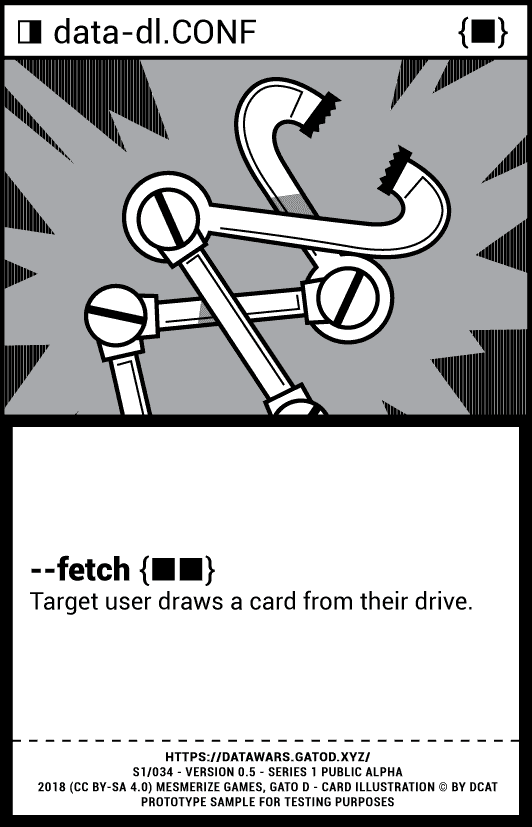 data-dl.CONF {■}
--fetch {■■}
Target user draws a card from their drive.
HTTPS://DATAWARS.GATOD.XYZ/
S1/034 - VERSION 0.5 - SERIES 1 PUBLIC ALPHA
2018 (CC BY-SA 4.0) MESMERIZE GAMES, GATO D - CARD ILLUSTRATION © BY DCAT
PROTOTYPE SAMPLE FOR TESTING PURPOSES